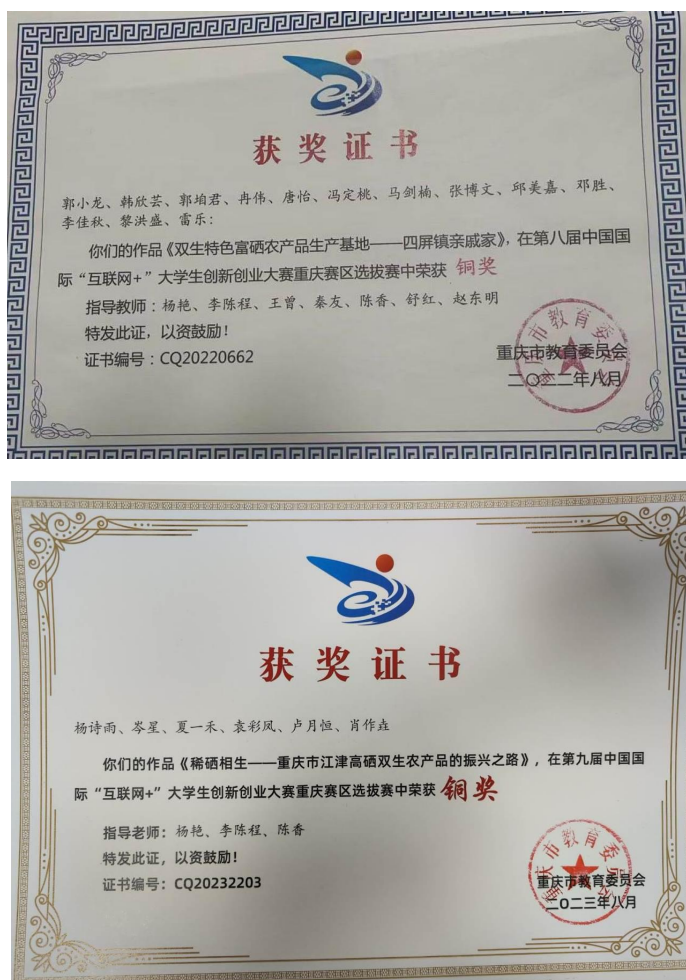 获奖证书
郭小龙、韩欣芸、郭垍君、冉伟、唐怡、冯定桃、马剑楠、张博文、邱美嘉、邓胜、
李佳秋、黎洪盛、雷乐：
你们的作品《双生特色富硒农产品生产基地——四屏镇亲戚家》，在第八届中国国
际“互联网+”大学生创新创业大赛重庆赛区选拔赛中荣获 铜奖
指导教师：杨艳、李陈程、王曾、秦友、陈香、舒红、赵东明
特发此证，以资鼓励！
证书编号：CQ20220662
重庆市教育委员会
二〇二二年八月
获奖证书
杨诗雨、岑星、夏一禾、袁彩凤、卢月恒、肖作垚
你们的作品《稀硒相生——重庆市江津高硒双生农产品的振兴之路》，在第九届中国国
际“互联网+”大学生创新创业大赛重庆赛区选拔赛中荣获 铜奖
指导老师：杨艳、李陈程、陈香
特发此证，以资鼓励！
证书编号：CQ20232203
重庆市教育委员会
二〇二三年八月